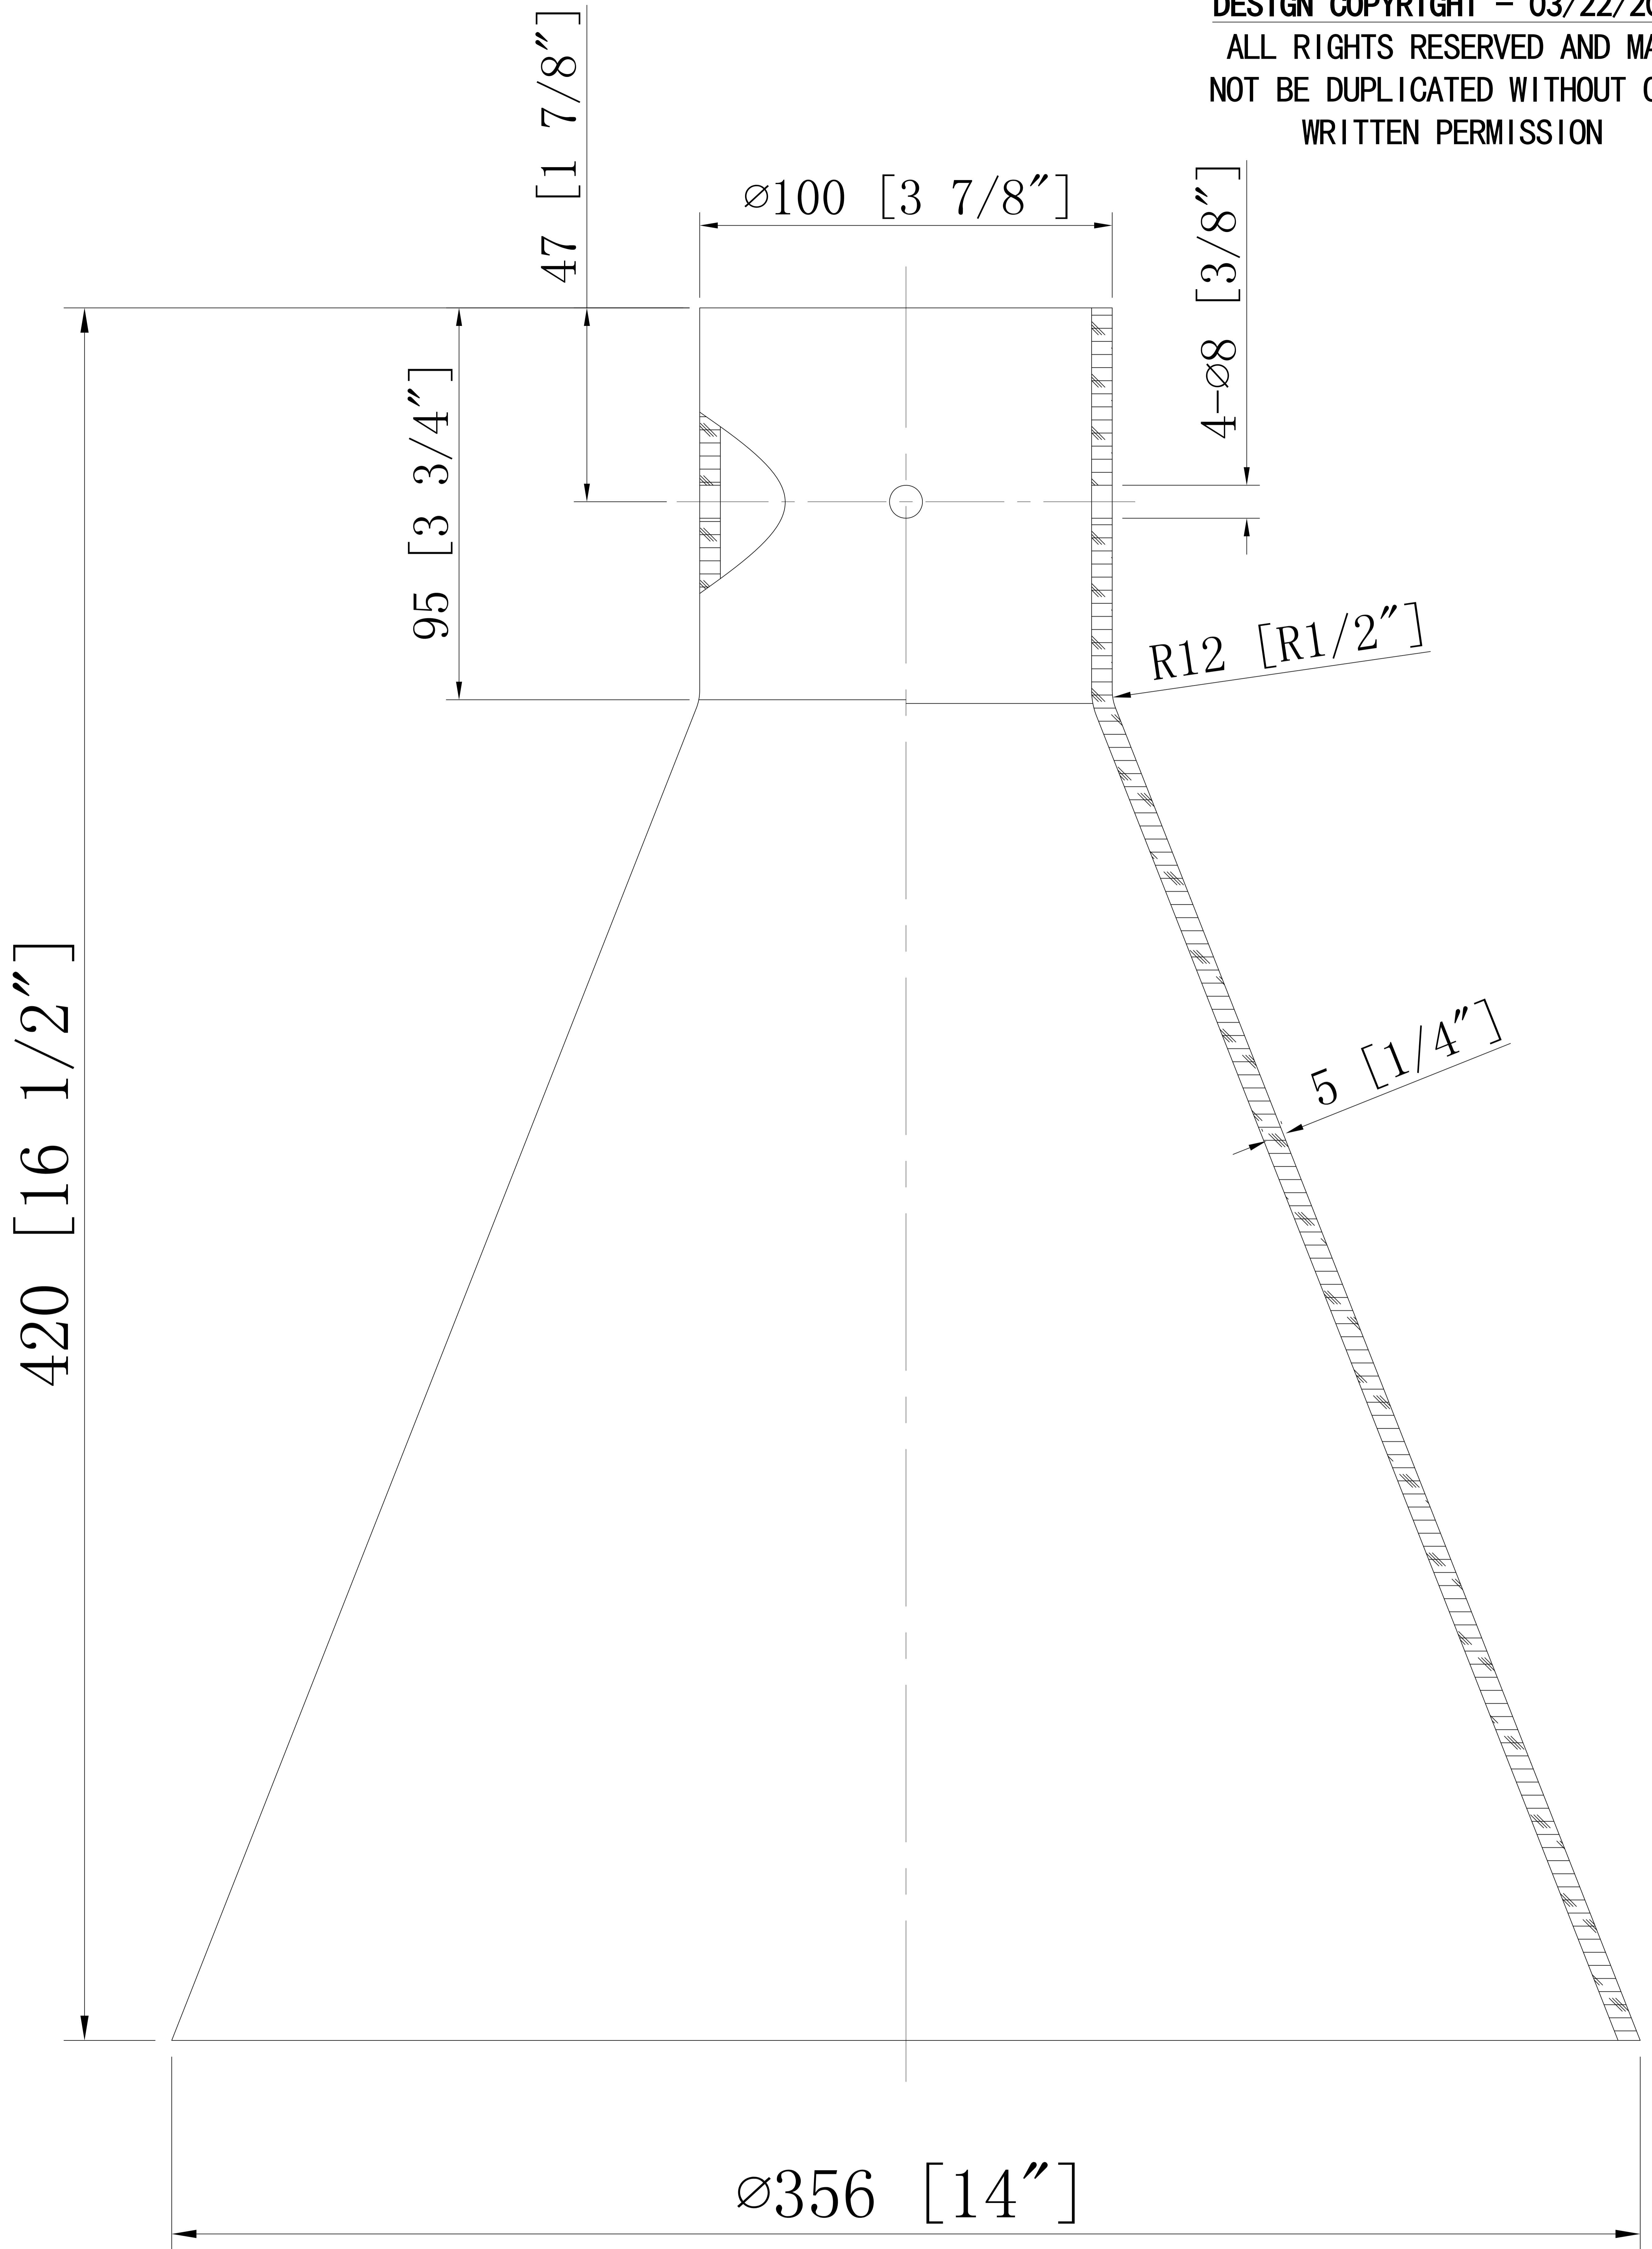 DESIGN COPYRIGHT - 03/22/20
ALL RIGHTS RESERVED AND MA
NOT BE DUPLICATED WITHOUT
WRITTEN PERMISSION
47 [1 7/8″]
⌀100 [3 7/8″]
4-⌀8 [3/8″]
95 [3 3/4″]
R12 [R1/2″]
5 [1/4″]
420 [16 1/2″]
⌀356 [14″]